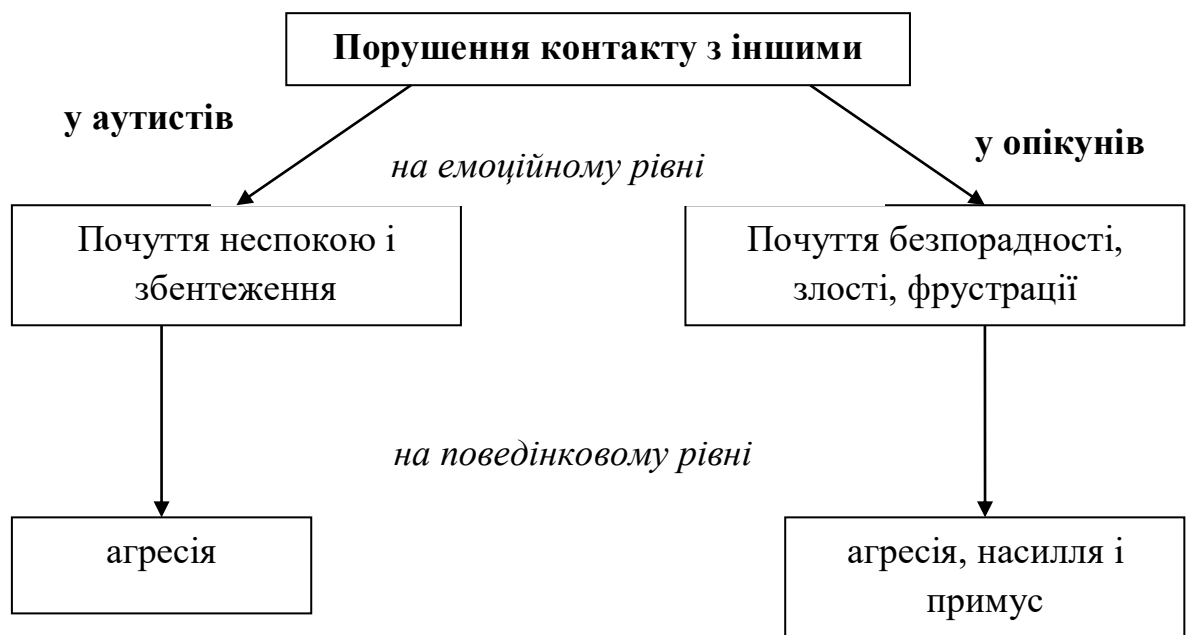 Порушення контакту з іншими
у аутистів
у опікунів
на емоційному рівні
Почуття неспокою і
збентеження
Почуття безпорадності,
злості, фрустрації
на поведінковому рівні
агресія
агресія, насилля і
примус